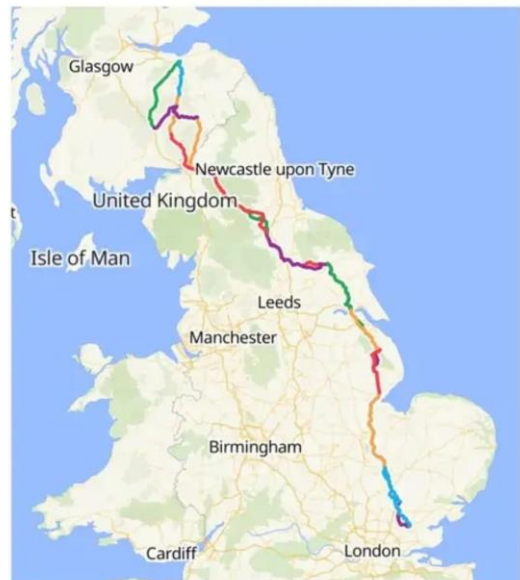 Glasgow
Newcastle upon Tyne
United Kingdom
t
Isle of Man
Leeds
Manchester
Birmingham
Cardiff
London